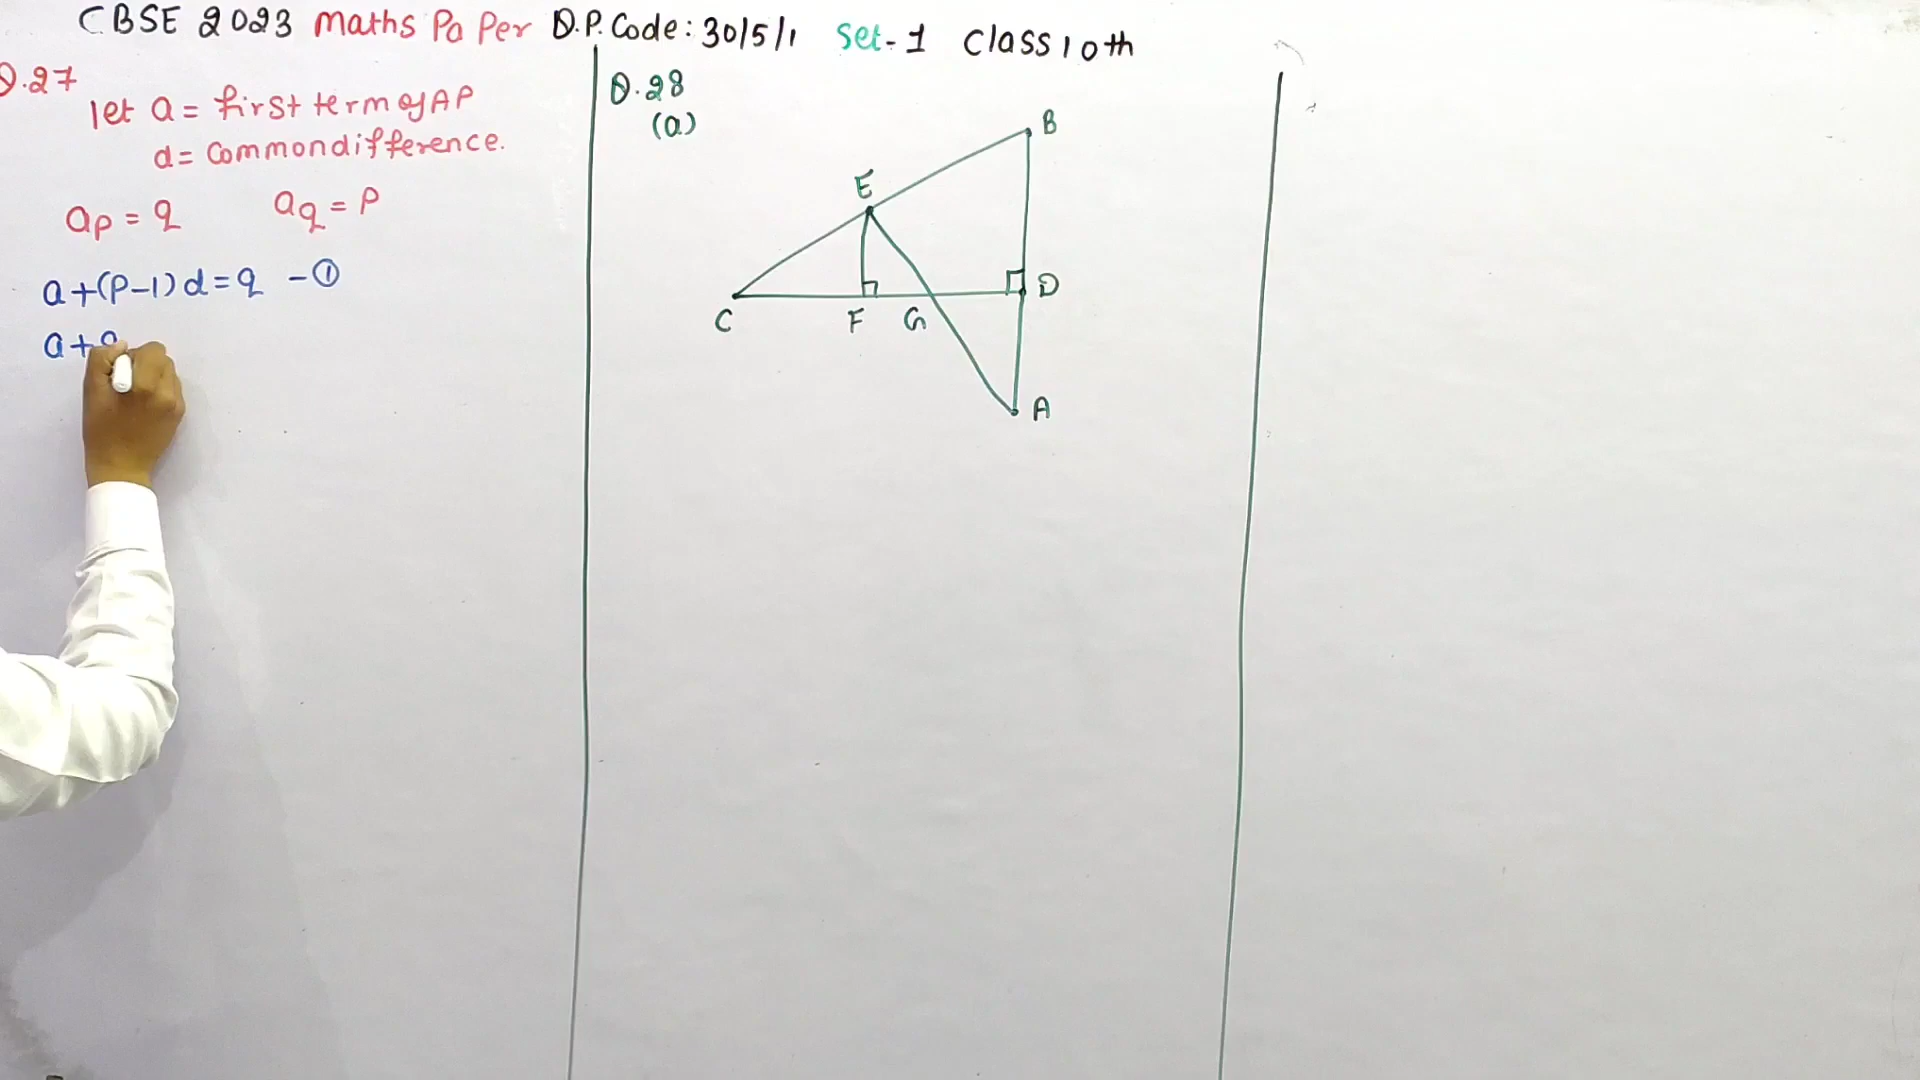 CBSE 2023 Maths Paper Q.P. Code: 30/5/1 Set-1 Class 10th
Q.27
let a = first term of AP
d = Common difference.
ap = q aq = p
a+(p-1)d=q -①
a+
Q.28
(a)
B
E
D
C F G
A